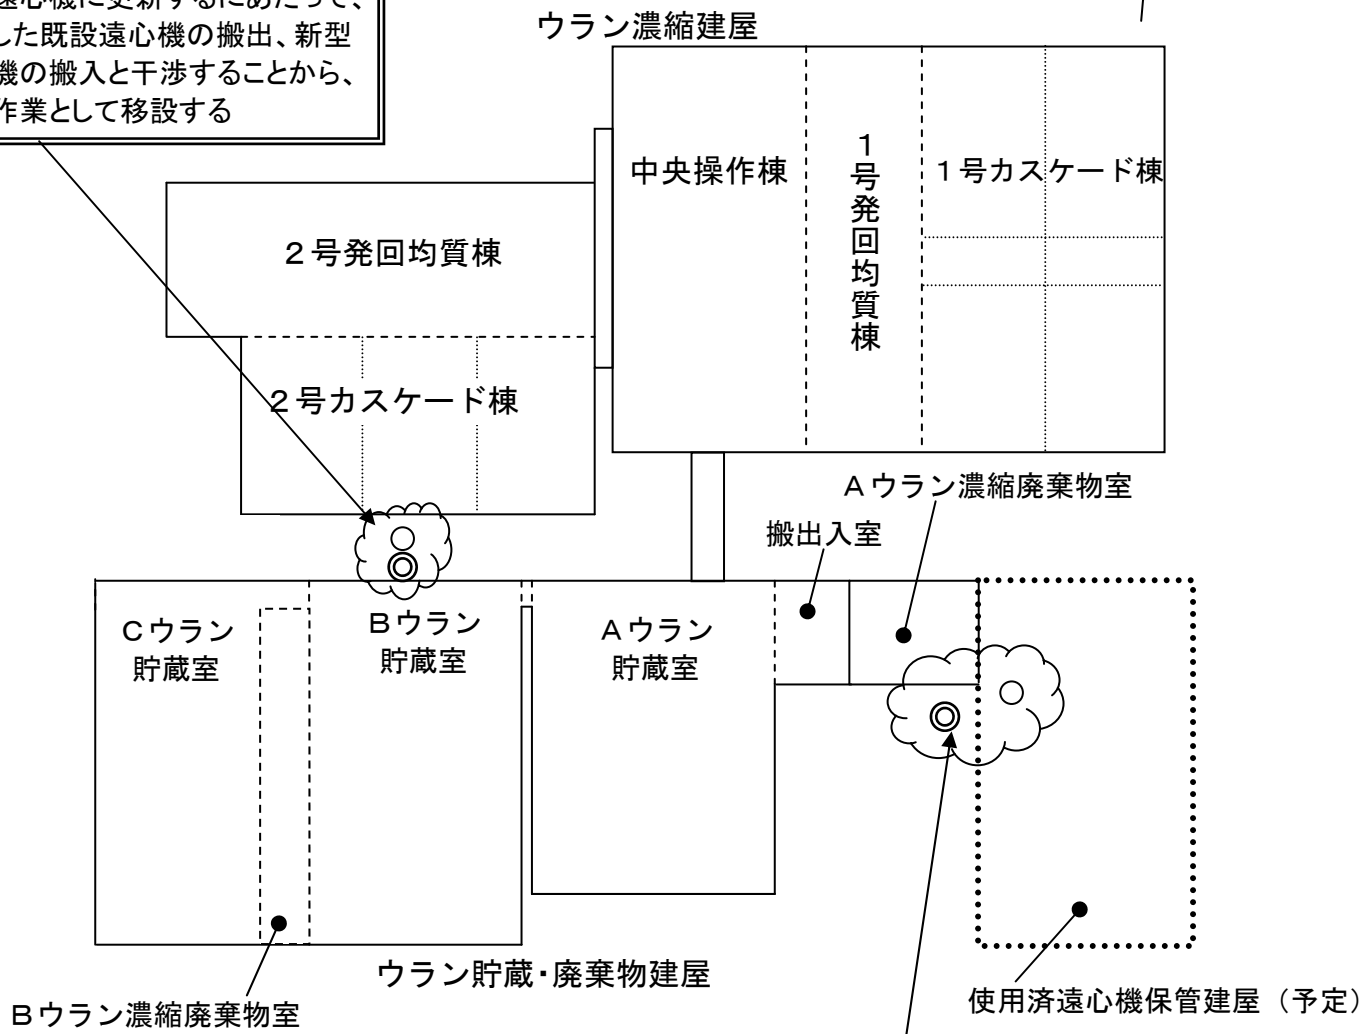 遠心機に更新するにあたって、
した既設遠心機の搬出、新型
機の搬入と干渉することから、
作業として移設する
ウラン濃縮建屋
中央操作棟
1号発回均質棟
1号カスケード棟
2号発回均質棟
2号カスケード棟
Aウラン濃縮廃棄物室
搬出入室
Cウラン
貯蔵室
Bウラン
貯蔵室
Aウラン
貯蔵室
ウラン貯蔵・廃棄物建屋
Bウラン濃縮廃棄物室
使用済遠心機保管建屋(予定)